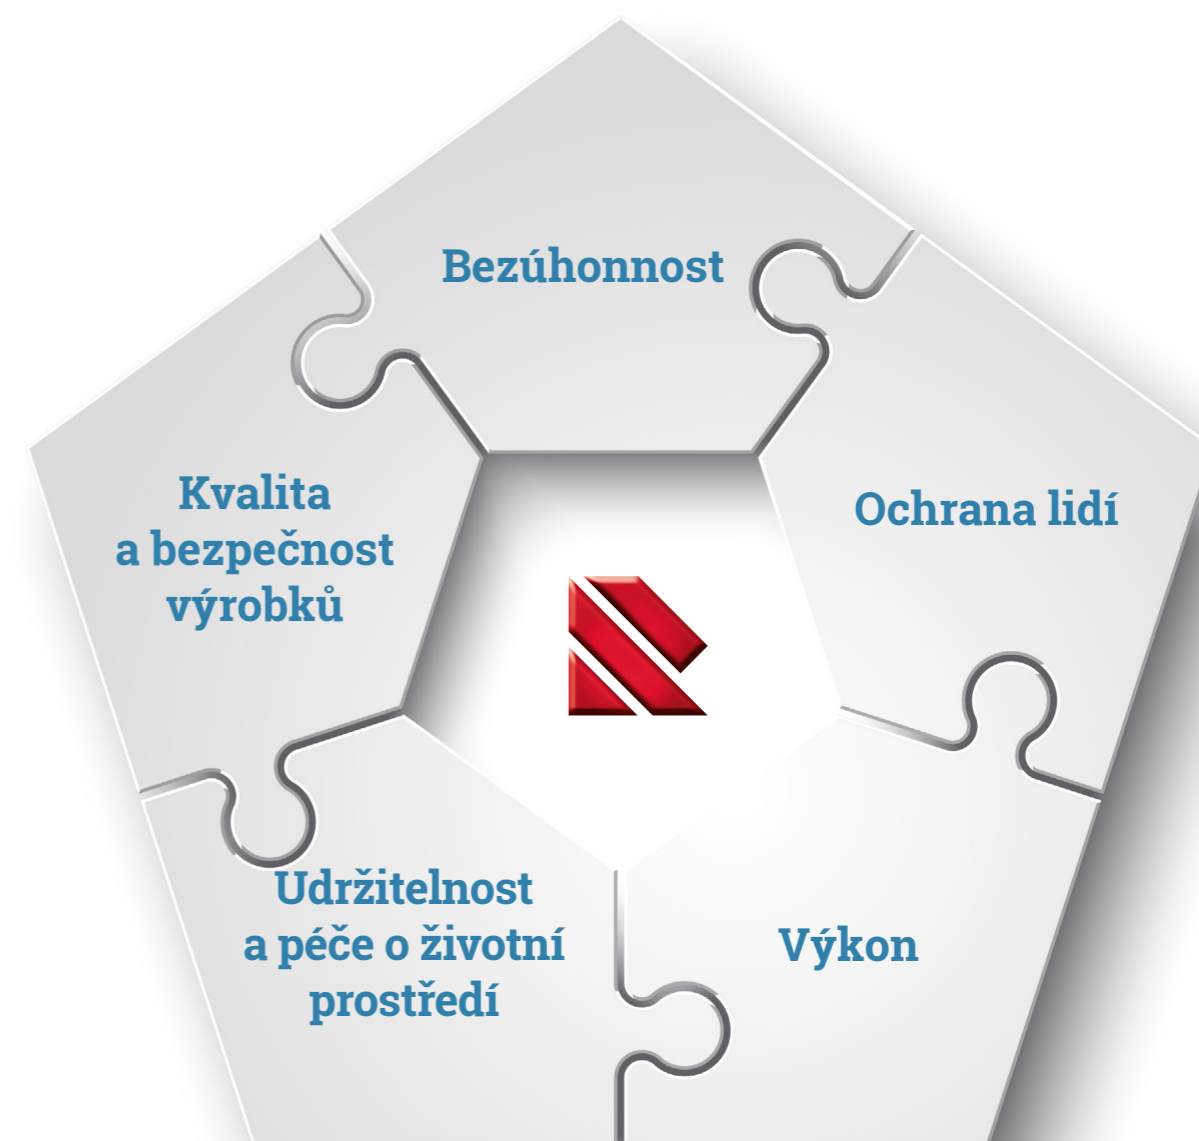 Bezúhonnost
Kvalita
a bezpečnost
výrobků
Ochrana lidí
Udržitelnost
a péče o životní
prostředí
Výkon